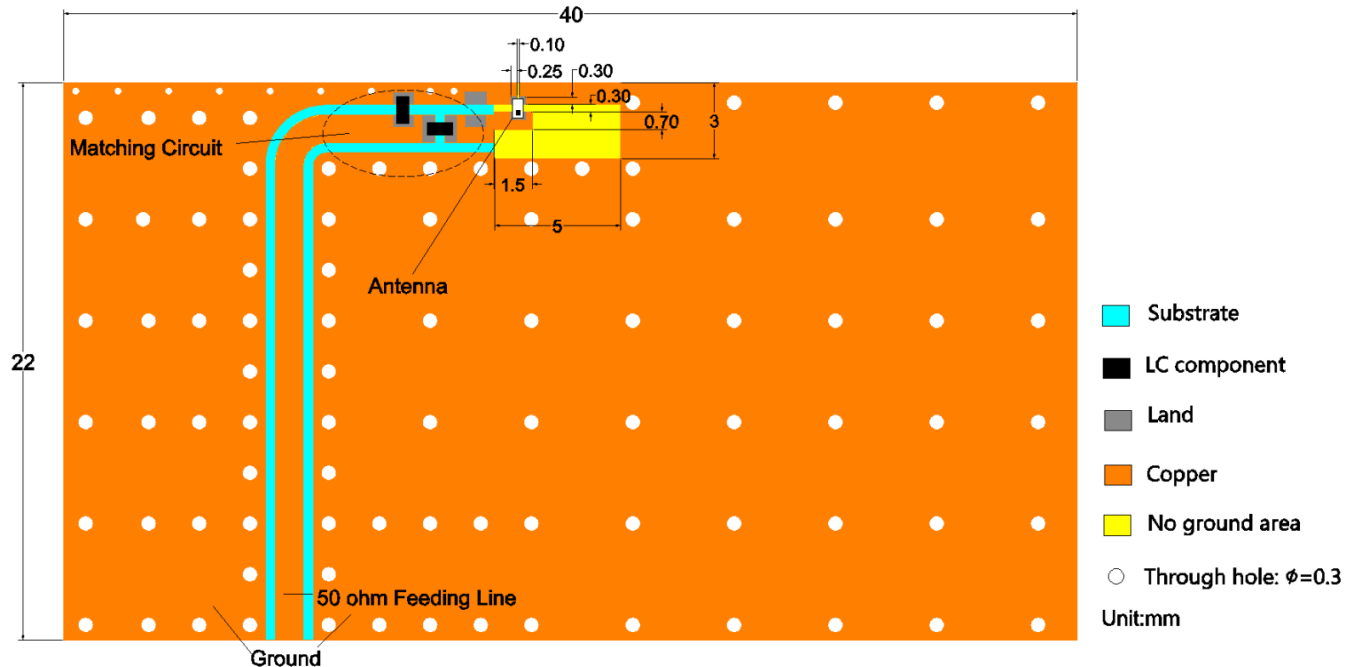 40
0.10
0.25
0.30
0.30
0.70
3
Matching Circuit
1.5
5
Antenna
22
Substrate
LC component
Land
Copper
No ground area
Through hole: ϕ=0.3
Unit:mm
50 ohm Feeding Line
Ground